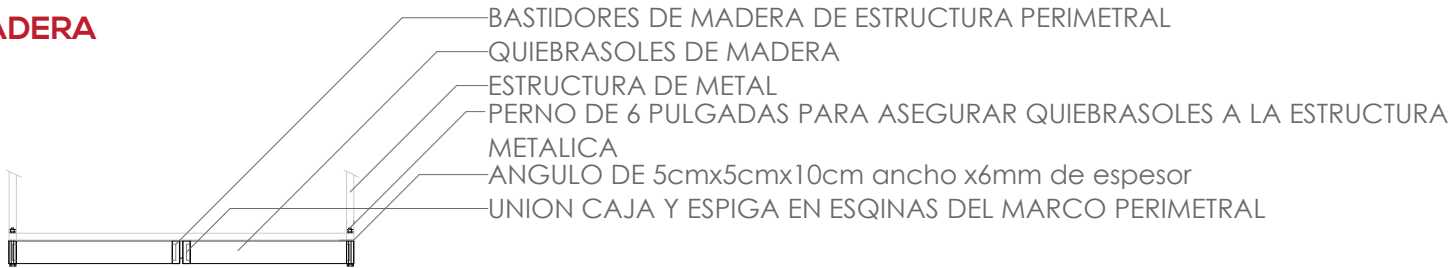 ADERA
BASTIDORES DE MADERA DE ESTRUCTURA PERIMETRAL
QUIEBRASOLES DE MADERA
ESTRUCTURA DE METAL
PERNO DE 6 PULGADAS PARA ASEGURAR QUIEBRASOLES A LA ESTRUCTURA
METALICA
ANGULO DE 5cmx5cmx10cm ancho x6mm de espesor
UNION CAJA Y ESPIGA EN ESQINAS DEL MARCO PERIMETRAL